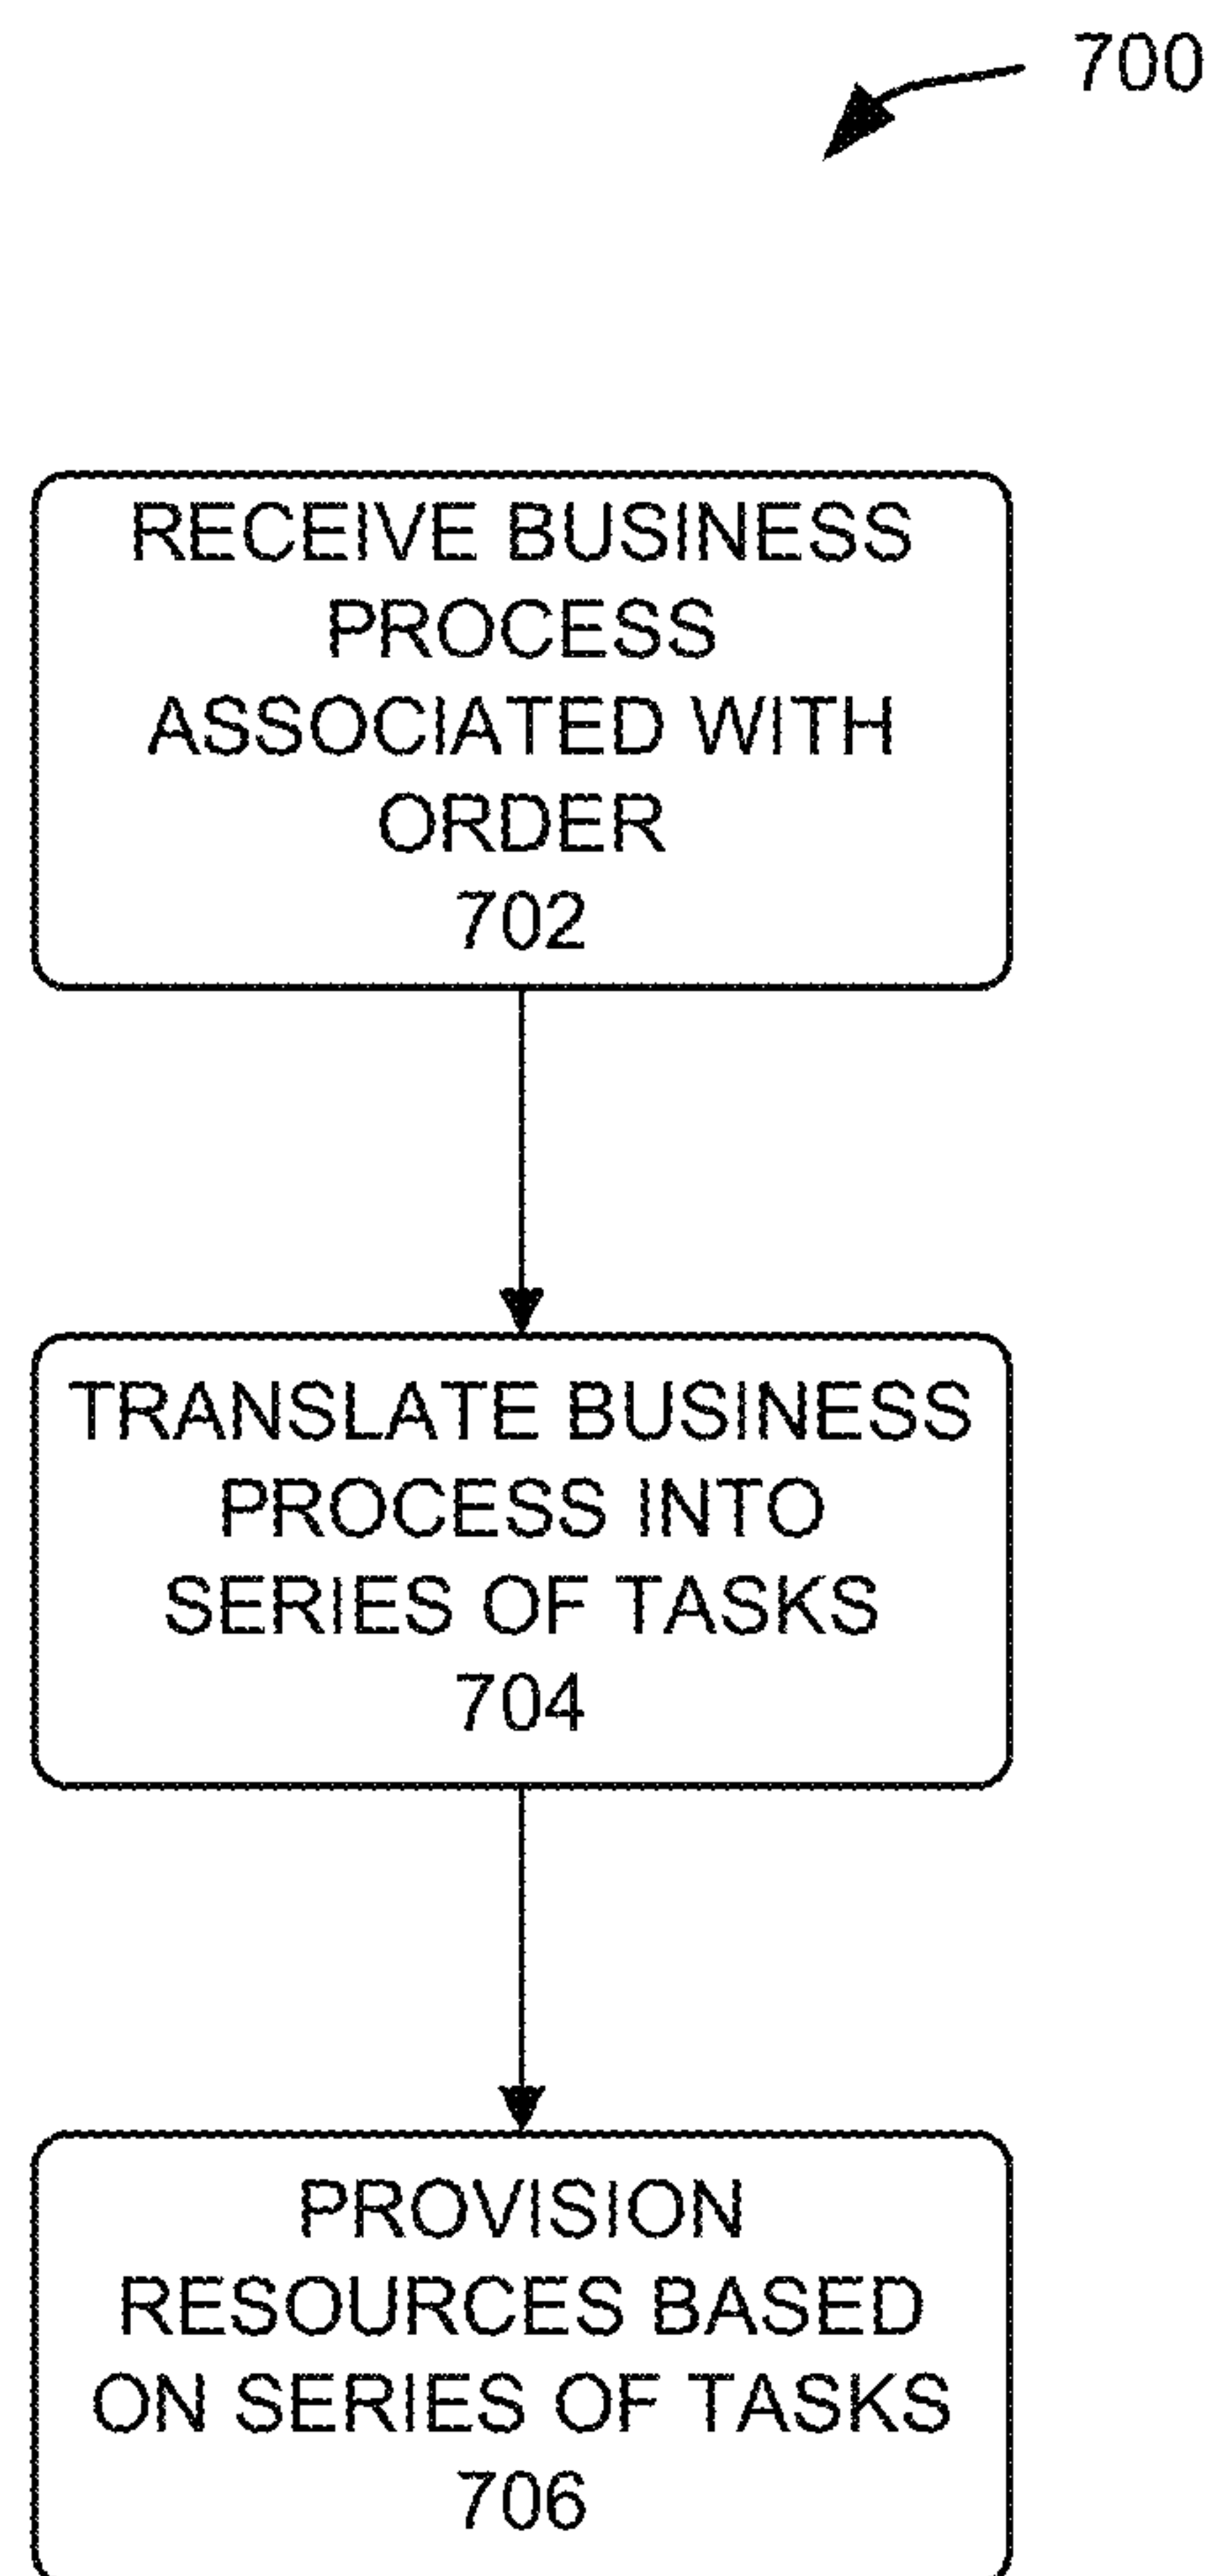 700
RECEIVE BUSINESS
PROCESS
ASSOCIATED WITH
ORDER
702
TRANSLATE BUSINESS
PROCESS INTO
SERIES OF TASKS
704
PROVISION
RESOURCES BASED
ON SERIES OF TASKS
706